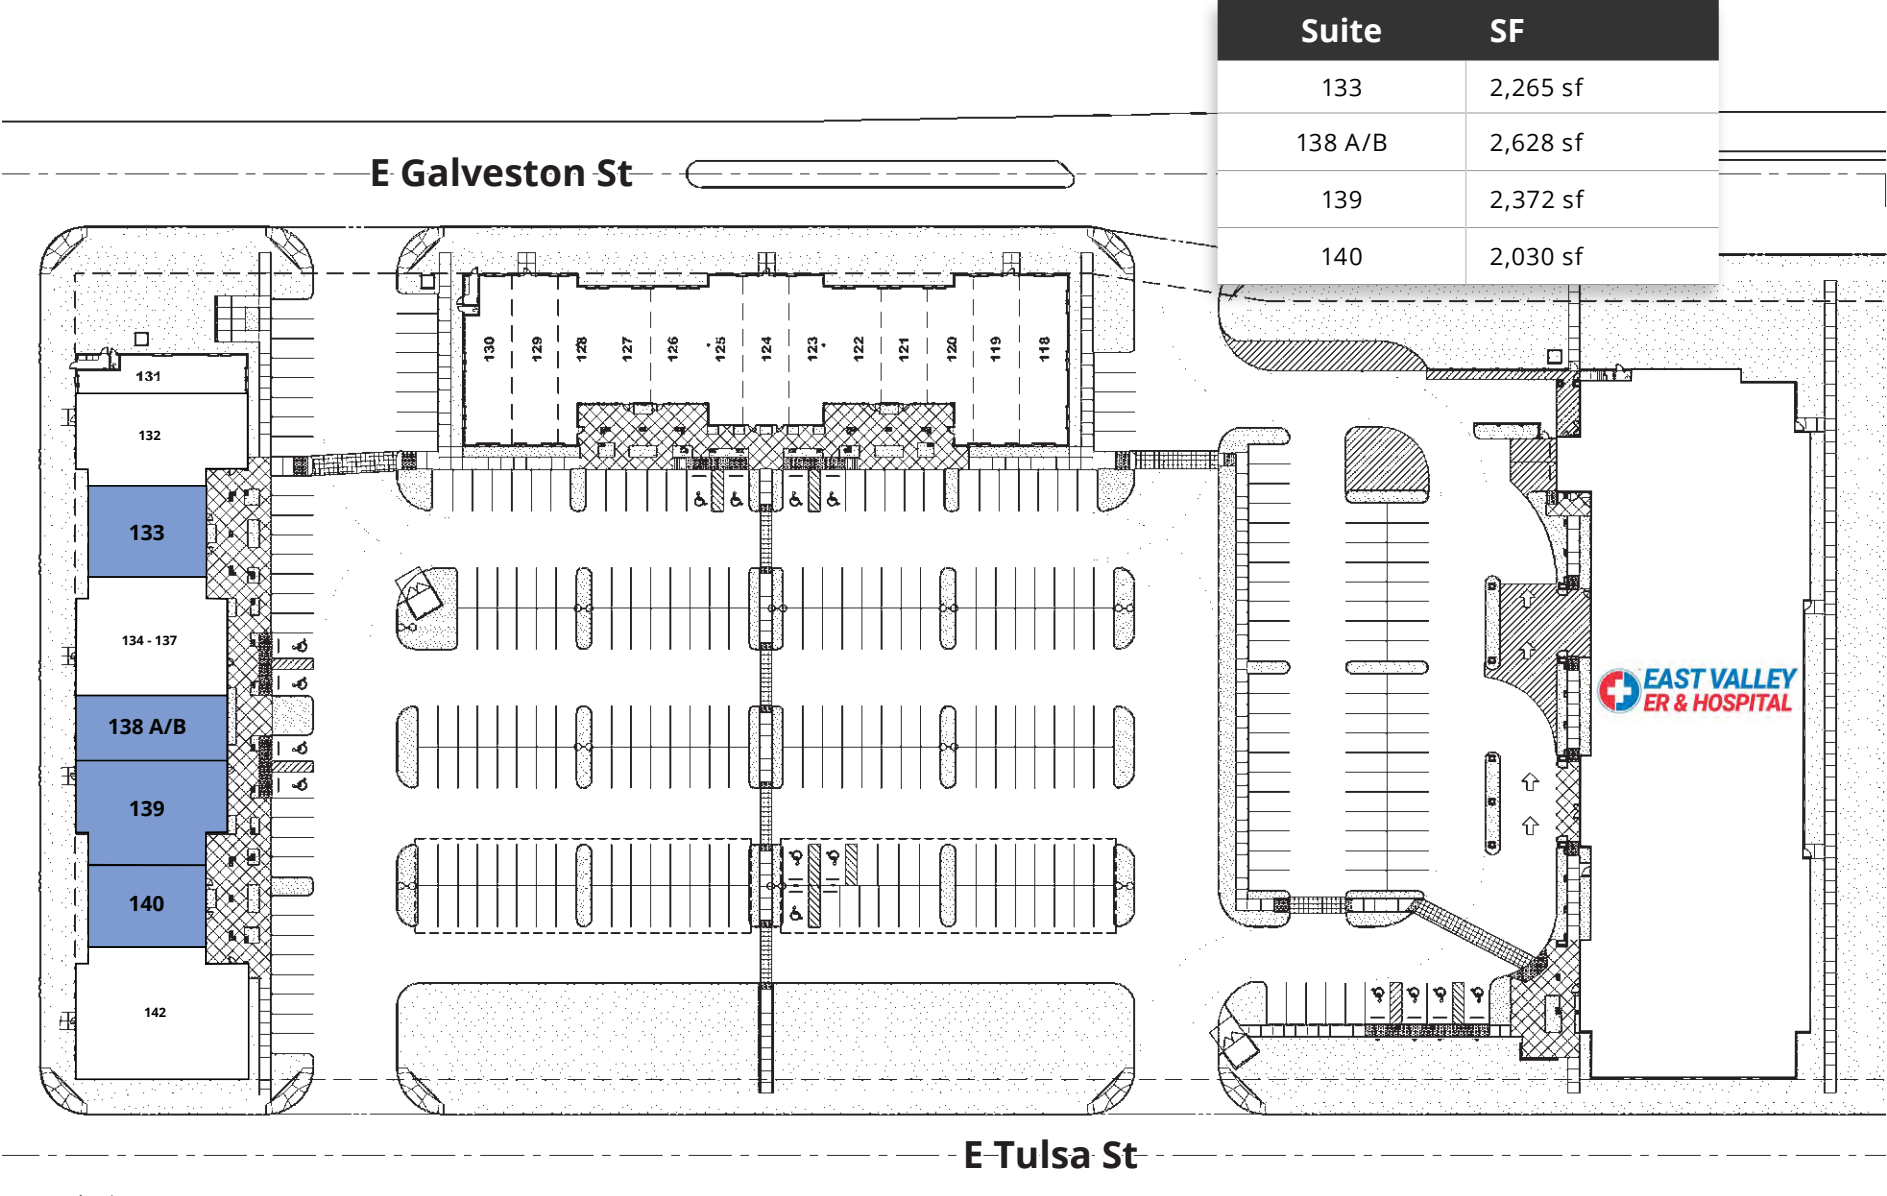 Suite SF
133 2,265 sf
138 A/B 2,628 sf
139 2,372 sf
140 2,030 sf
E Galveston St
130 129 128 127 126 125 124 123 122 121 120 119 118
131
132
133
134 - 137
138 A/B
139
140
142
EAST VALLEY
ER & HOSPITAL
E Tulsa St